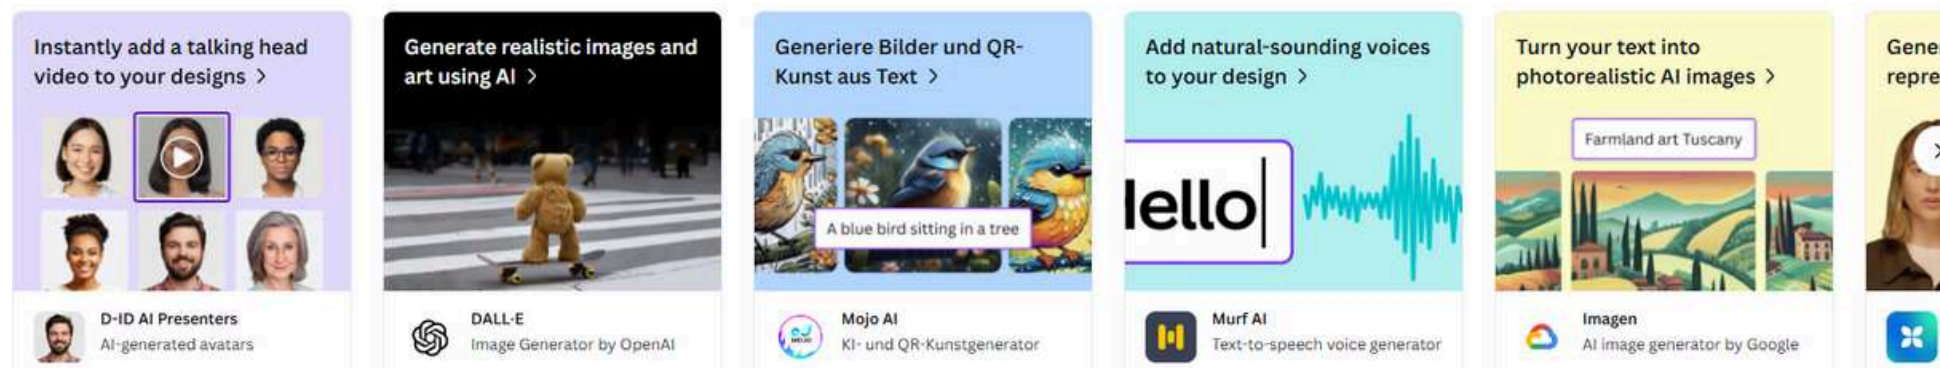 Instantly add a talking head
video to your designs >
D-ID AI Presenters
AI-generated avatars
Generate realistic images and
art using AI >
DALL·E
Image Generator by OpenAI
Generiere Bilder und QR-
Kunst aus Text >
A blue bird sitting in a tree
MOJO
Mojo AI
KI- und QR-Kunstgenerator
Add natural-sounding voices
to your design >
Hello
Murf AI
Text-to-speech voice generator
Turn your text into
photorealistic AI images >
Farmland art Tuscany
Imagen
AI image generator by Google